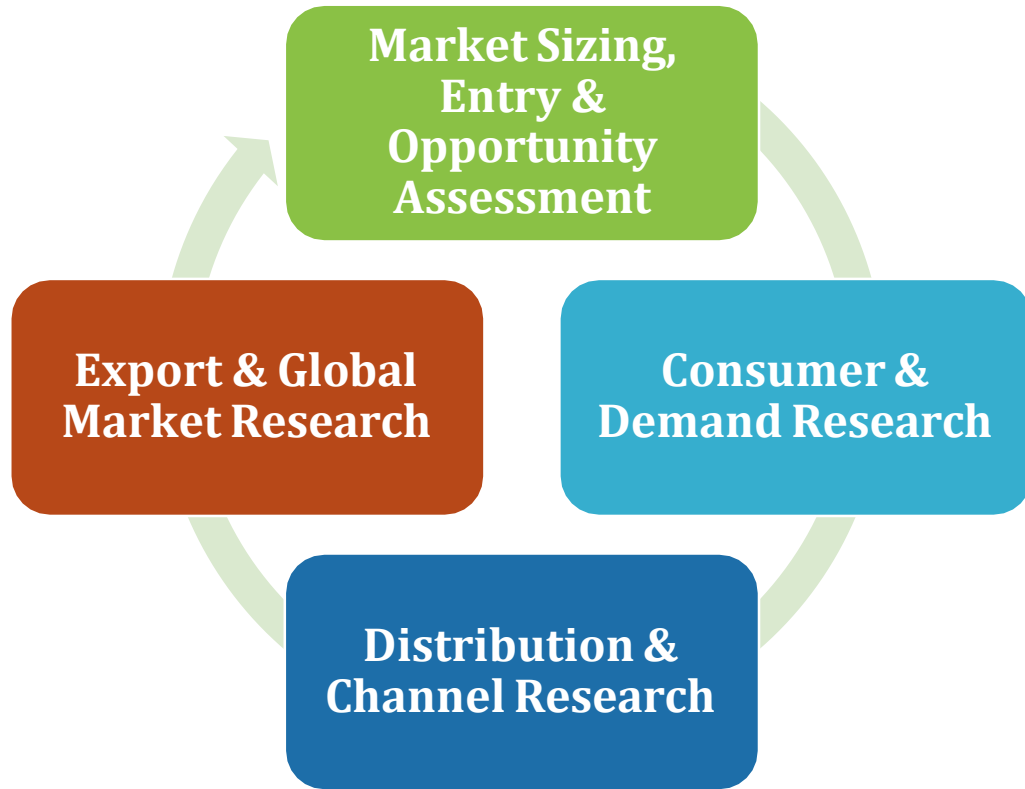 Market Sizing,
Entry &
Opportunity
Assessment
Export & Global
Market Research
Consumer &
Demand Research
Distribution &
Channel Research